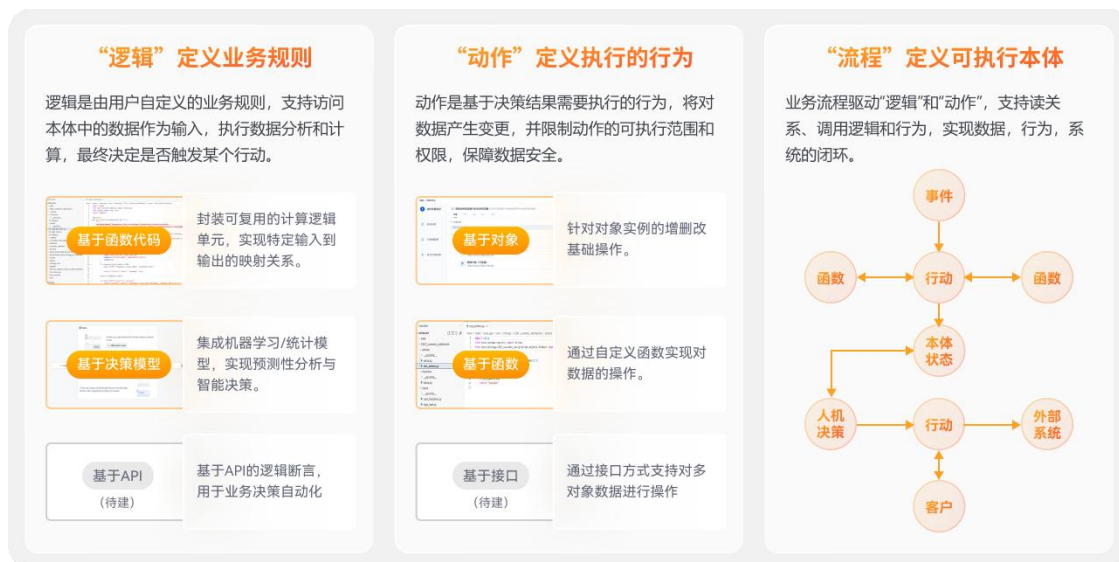 “逻辑”定义业务规则
逻辑是由用户自定义的业务规则，支持访问
本体中的数据作为输入，执行数据分析和计
算，最终决定是否触发某个行动。
基于函数代码
封装可复用的计算逻辑
单元，实现特定输入到
输出的映射关系。
基于决策模型
集成机器学习/统计模
型，实现预测性分析与
智能决策。
基于API
（待建）
基于API的逻辑断言，
用于业务决策自动化
“动作”定义执行的行为
动作是基于决策结果需要执行的行为，将对
数据产生变更，并限制动作的可执行范围和
权限，保障数据安全。
基于对象
针对对象实例的增删改
基础操作。
基于函数
通过自定义函数实现对
数据的操作。
基于接口
（待建）
通过接口方式支持对多
对象数据进行操作
“流程”定义可执行本体
业务流程驱动“逻辑”和“动作”，支持读关
系、调用逻辑和行为，实现数据，行为，系
统的闭环。
事件
函数
行动
函数
本体
状态
人机
决策
行动
外部
系统
客户